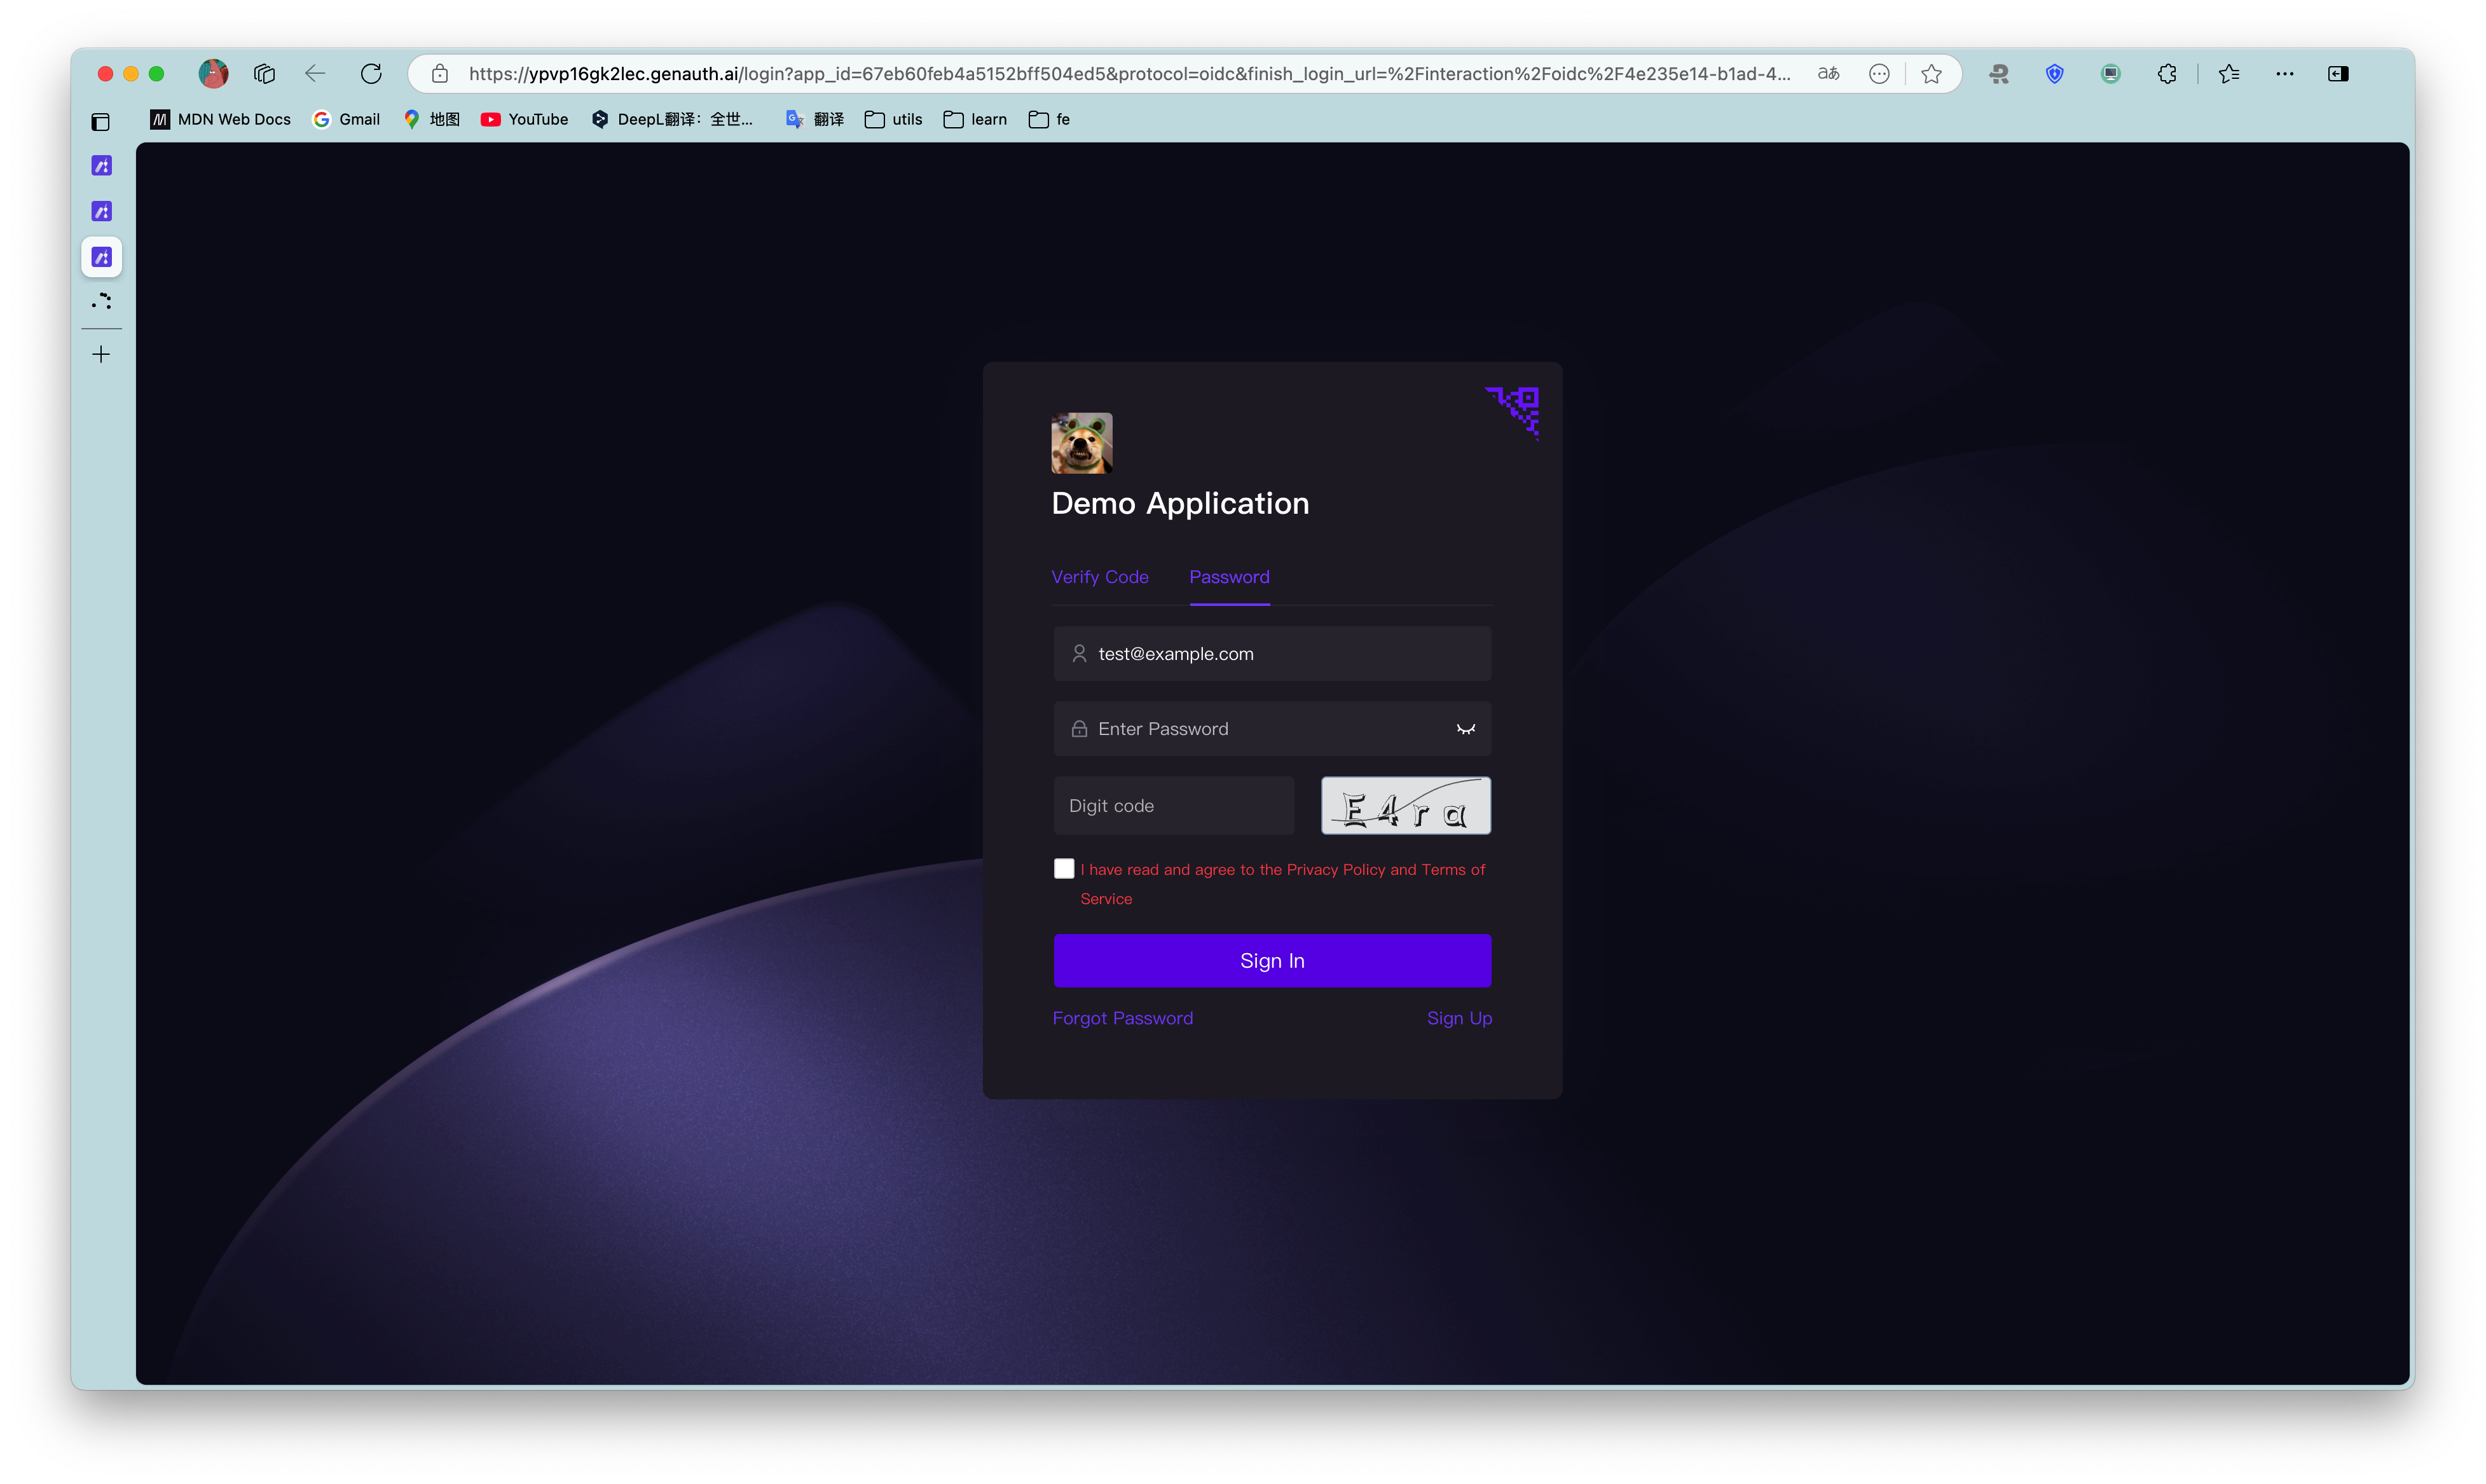 https://ypvp16gk2lec.genauth.ai/login?app_id=67eb60feb4a5152bff504ed5&protocol=oidc&finish_login_url=%2Finteraction%2Foidc%2F4e235e14-b1ad-4...
aあ
MDN Web Docs
Gmail
地图
YouTube
DeepL翻译：全世...
翻译
utils
learn
fe
Demo Application
Verify Code
Password
test@example.com
Enter Password
Digit code
E4ra
I have read and agree to the Privacy Policy and Terms of
Service
Sign In
Forgot Password
Sign Up